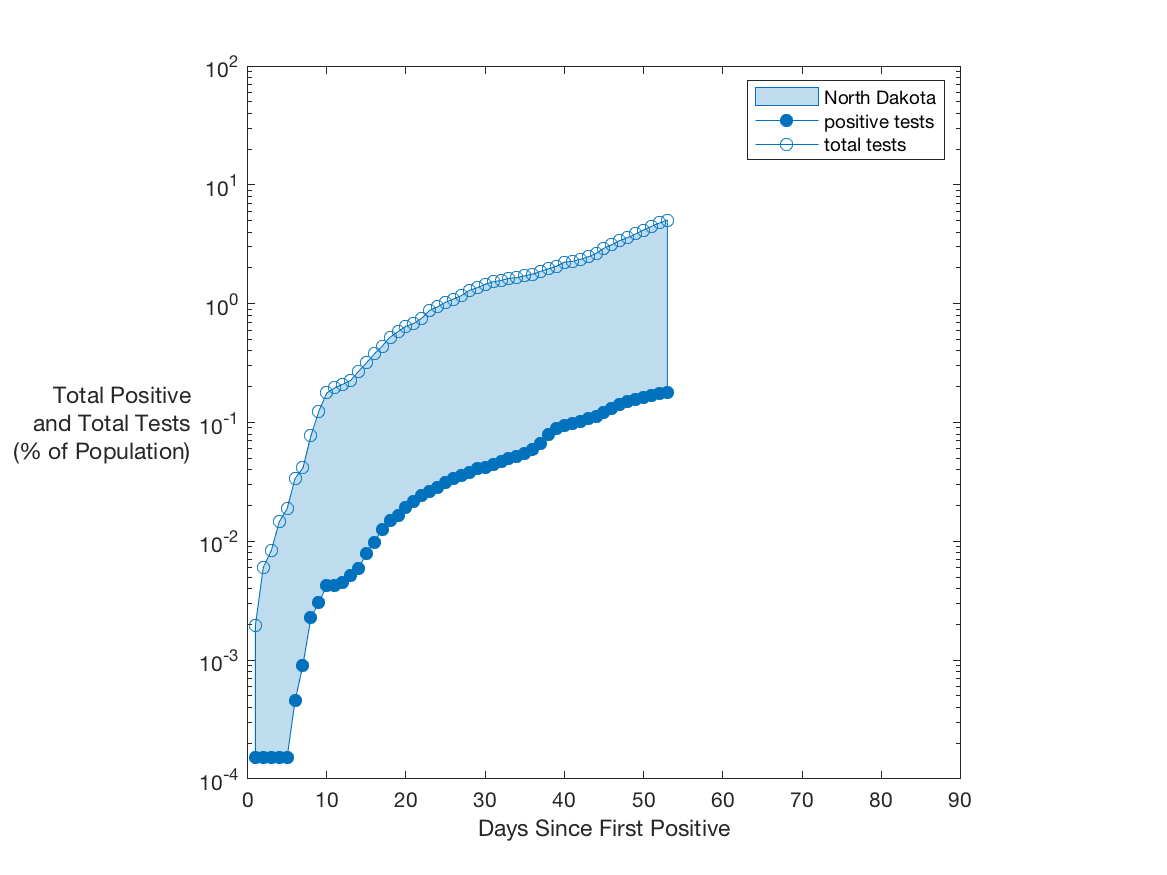 10^2
10^1
10^0
10^-1
10^-2
10^-3
10^-4
Total Positive
and Total Tests
(% of Population)
North Dakota
positive tests
total tests
0 10 20 30 40 50 60 70 80 90
Days Since First Positive